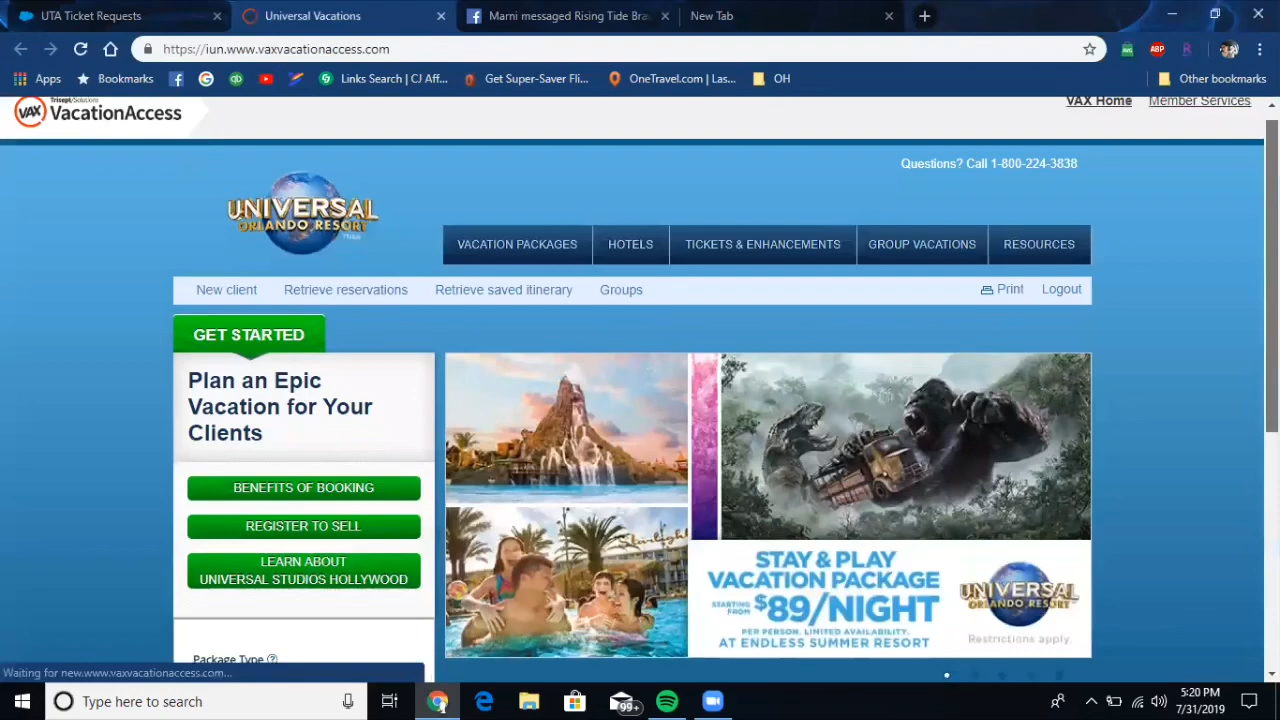 UTA Ticket Requests
Universal Vacations
Marni messaged Rising Tide Bra
New Tab
https://iun.www.vaxvacationaccess.com
Apps
Bookmarks
Links Search | CJ Aff...
Get Super-Saver Fli...
OneTravel.com | Las...
OH
Other bookmarks
Trisept Solutions
VAX VacationAccess
VAX Home
Member Services
Questions? Call 1-800-224-3838
UNIVERSAL
ORLANDO RESORT
VACATION PACKAGES
HOTELS
TICKETS & ENHANCEMENTS
GROUP VACATIONS
RESOURCES
New client
Retrieve reservations
Retrieve saved itinerary
Groups
Print
Logout
GET STARTED
Plan an Epic
Vacation for Your
Clients
BENEFITS OF BOOKING
REGISTER TO SELL
LEARN ABOUT
UNIVERSAL STUDIOS HOLLYWOOD
Package Type
STAY & PLAY
VACATION PACKAGE
STARTING FROM $89/NIGHT
PER PERSON. LIMITED AVAILABILITY.
AT ENDLESS SUMMER RESORT
UNIVERSAL
ORLANDO RESORT
Restrictions apply.
Waiting for new.www.vaxvacationaccess.com...
Type here to search
99+
5:20 PM
7/31/2019